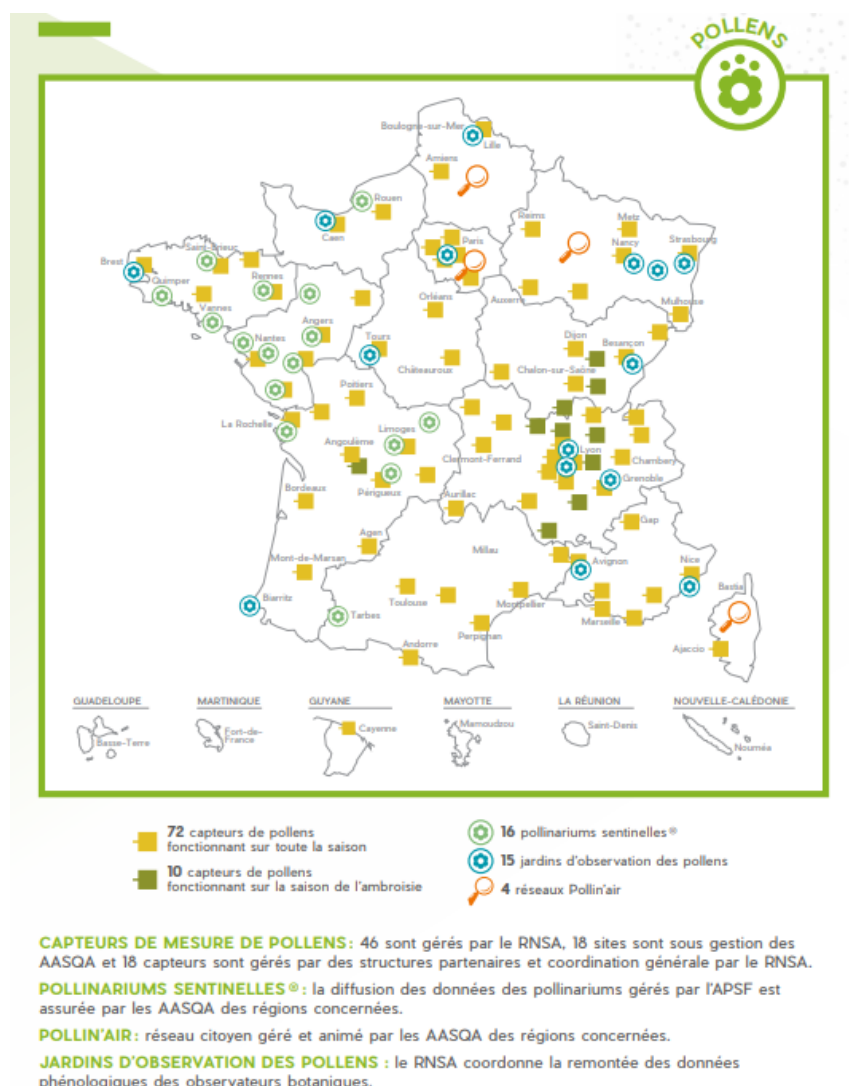 POLLENS
Boulogne-sur-Mer
Lille
Amiens
Rouen
Caen
Reims
Metz
Nancy
Strasbourg
Paris
Brest
Saint-Brieuc
Quimper
Rennes
Vannes
Orléans
Auxerre
Mulhouse
Angers
Nantes
Tours
Dijon
Besançon
Châteauroux
Chalon-sur-Saône
Poitiers
La Rochelle
Limoges
Angoulême
Clermont-Ferrand
Lyon
Chambery
Périgueux
Grenoble
Bordeaux
Aurillac
Gap
Agen
Millau
Mont-de-Marsan
Avignon
Nice
Bastia
Biarritz
Toulouse
Montpellier
Tarbes
Marseille
Perpignan
Andorre
Ajaccio
GUADELOUPE
MARTINIQUE
GUYANE
MAYOTTE
LA RÉUNION
NOUVELLE-CALÉDONIE
Basse-Terre
Fort-de-
France
Cayenne
Mamoudzou
Saint-Denis
Nouméa
72 capteurs de pollens
fonctionnant sur toute la saison
10 capteurs de pollens
fonctionnant sur la saison de l'ambroisie
16 pollinariums sentinelles®
15 jardins d'observation des pollens
4 réseaux Pollin'air
CAPTEURS DE MESURE DE POLLENS : 46 sont gérés par le RNSA, 18 sites sont sous gestion des
AASQA et 18 capteurs sont gérés par des structures partenaires et coordination générale par le RNSA.
POLLINARIUMS SENTINELLES® : la diffusion des données des pollinariums gérés par l'APSF est
assurée par les AASQA des régions concernées.
POLLIN'AIR : réseau citoyen géré et animé par les AASQA des régions concernées.
JARDINS D'OBSERVATION DES POLLENS : le RNSA coordonne la remontée des données
phénologiques des observateurs botaniques.